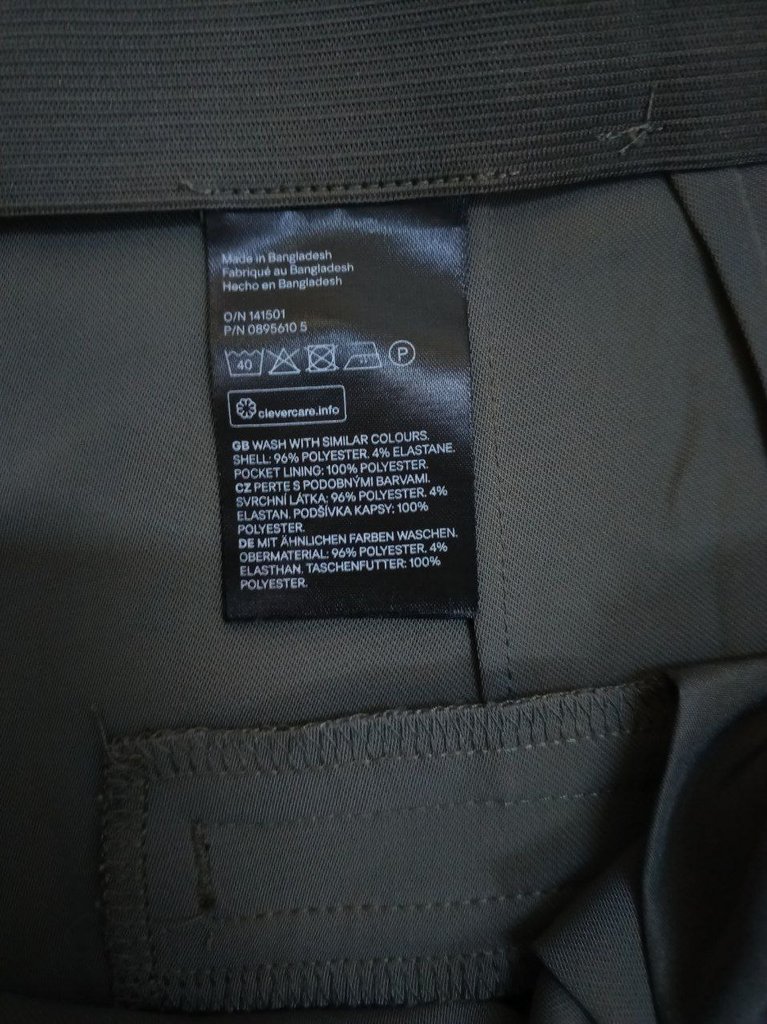 Made in Bangladesh
Fabriqué au Bangladesh
Hecho en Bangladesh
O/N 141501
P/N 0895610 5
40 P
clevercare.info
GB WASH WITH SIMILAR COLOURS.
SHELL: 96% POLYESTER, 4% ELASTANE.
POCKET LINING: 100% POLYESTER.
CZ PERTE S PODOBNÝMI BARVAMI.
SVRCHNÍ LÁTKA: 96% POLYESTER, 4%
ELASTAN. PODŠÍVKA KAPSY: 100%
POLYESTER.
DE MIT ÄHNLICHEN FARBEN WASCHEN.
OBERMATERIAL: 96% POLYESTER, 4%
ELASTHAN. TASCHENFUTTER: 100%
POLYESTER.